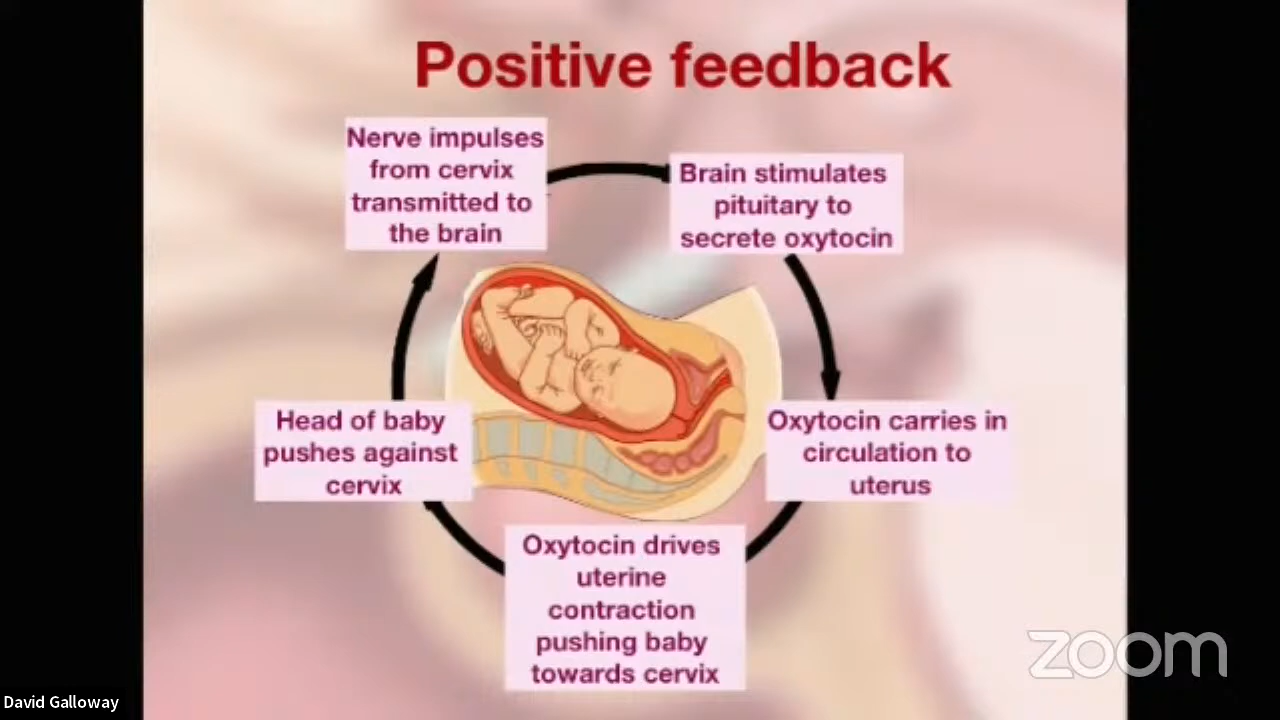 Positive feedback
Nerve impulses
from cervix
transmitted to
the brain
Brain stimulates
pituitary to
secrete oxytocin
Oxytocin carries in
circulation to
uterus
Oxytocin drives
uterine
contraction
pushing baby
towards cervix
Head of baby
pushes against
cervix
zoom
David Galloway